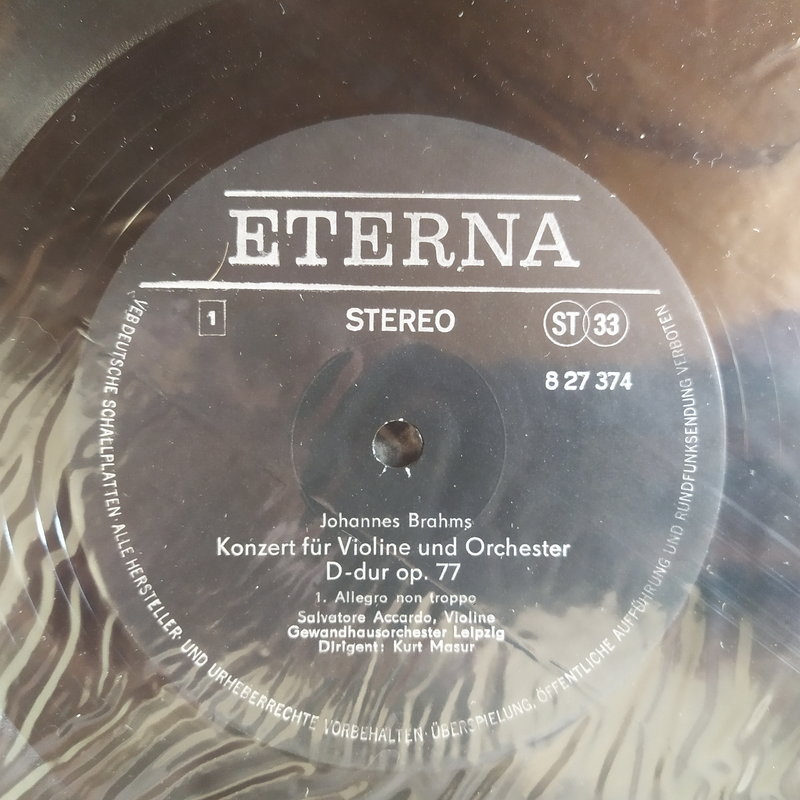 ETERNA
1
STEREO
ST 33
8 27 374
Johannes Brahms
Konzert für Violine und Orchester
D-dur op. 77
1. Allegro non troppo
Salvatore Accardo, Violine
Gewandhausorchester Leipzig
Dirigent: Kurt Masur
VEB DEUTSCHE SCHALLPLATTEN · ALLE HERSTELLER- UND URHEBERRECHTE VORBEHALTEN · ÜBERSPIELUNG, ÖFFENTLICHE AUFFÜHRUNG UND RUNDFUNKSENDUNG VERBOTEN